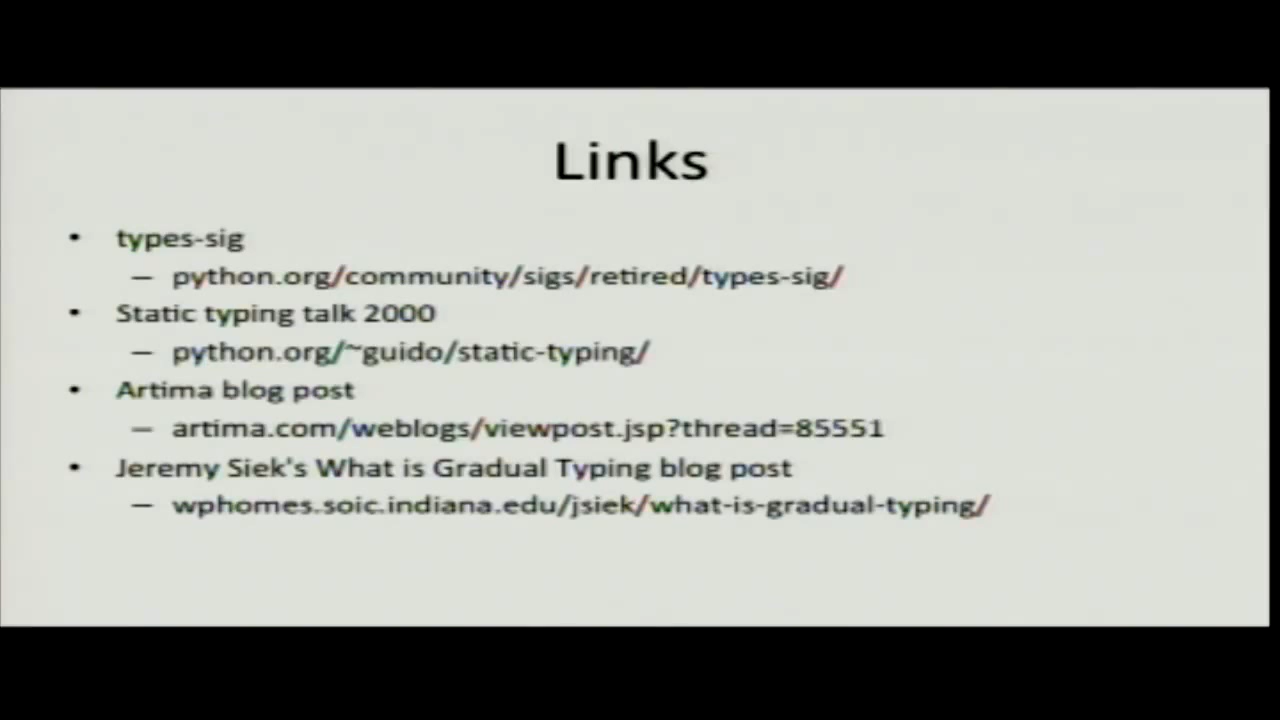 Links
• types-sig
– python.org/community/sigs/retired/types-sig/
• Static typing talk 2000
– python.org/~guido/static-typing/
• Artima blog post
– artima.com/weblogs/viewpost.jsp?thread=85551
• Jeremy Siek's What is Gradual Typing blog post
– wphomes.soic.indiana.edu/jsiek/what-is-gradual-typing/